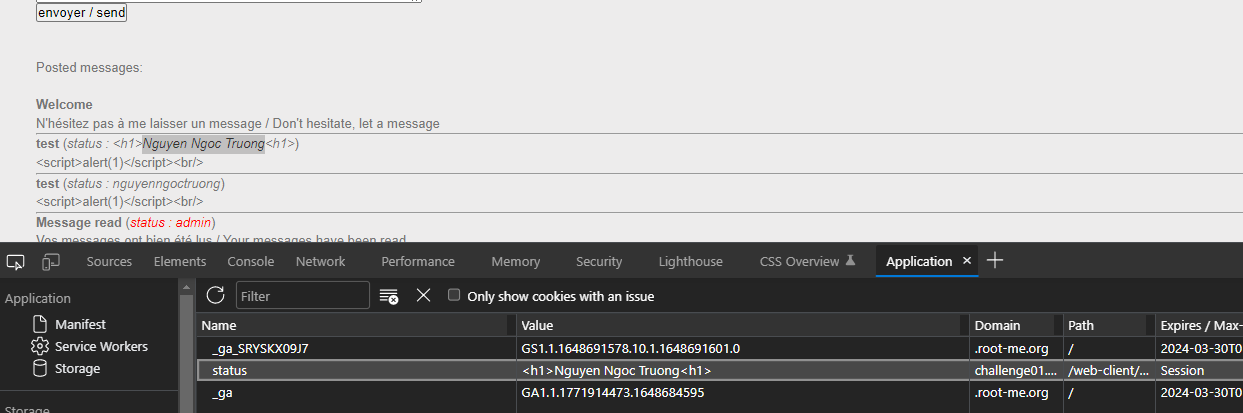 envoyer / send
Posted messages:
Welcome
N'hésitez pas à me laisser un message / Don't hesitate, let a message
test (status : <h1>Nguyen Ngoc Truong<h1>)
<script>alert(1)</script><br/>
test (status : nguyenngoctruong)
<script>alert(1)</script><br/>
Message read (status : admin)
Vos messages ont bien été lus / Your messages have been read
Sources Elements Console Network Performance Memory Security Lighthouse CSS Overview Application
Application
Manifest
Service Workers
Storage
Storage
Filter Only show cookies with an issue
Name Value Domain Path Expires / Max-
_ga_SRYSKX09J7 GS1.1.1648691578.10.1.1648691601.0 .root-me.org / 2024-03-30T0
status <h1>Nguyen Ngoc Truong<h1> challenge01.... /web-client/... Session
_ga GA1.1.1771914473.1648684595 .root-me.org / 2024-03-30T0